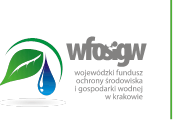 wfośigw
wojewódzki fundusz
ochrony środowiska
i gospodarki wodnej
w krakowie